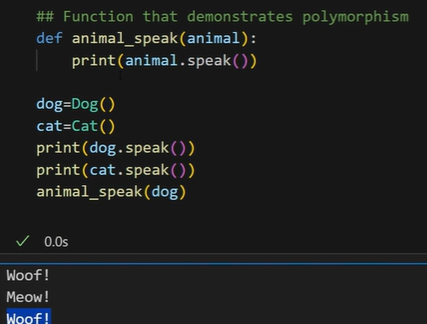 ## Function that demonstrates polymorphism
def animal_speak(animal):
    print(animal.speak())
dog=Dog()
cat=Cat()
print(dog.speak())
print(cat.speak())
animal_speak(dog)
0.0s
Woof!
Meow!
Woof!